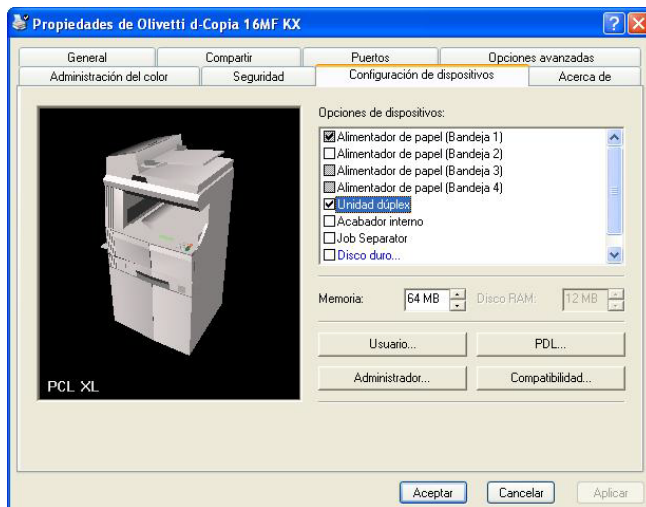 Propiedades de Olivetti d-Copia 16MF KX
General Compartir Puertos Opciones avanzadas
Administración del color Seguridad Configuración de dispositivos Acerca de
Opciones de dispositivos:
Alimentador de papel (Bandeja 1)
Alimentador de papel (Bandeja 2)
Alimentador de papel (Bandeja 3)
Alimentador de papel (Bandeja 4)
Unidad dúplex
Acabador interno
Job Separator
Disco duro...
Memoria: 64 MB Disco RAM: 12 MB
Usuario... PDL...
Administrador... Compatibilidad...
PCL XL
Aceptar Cancelar Aplicar